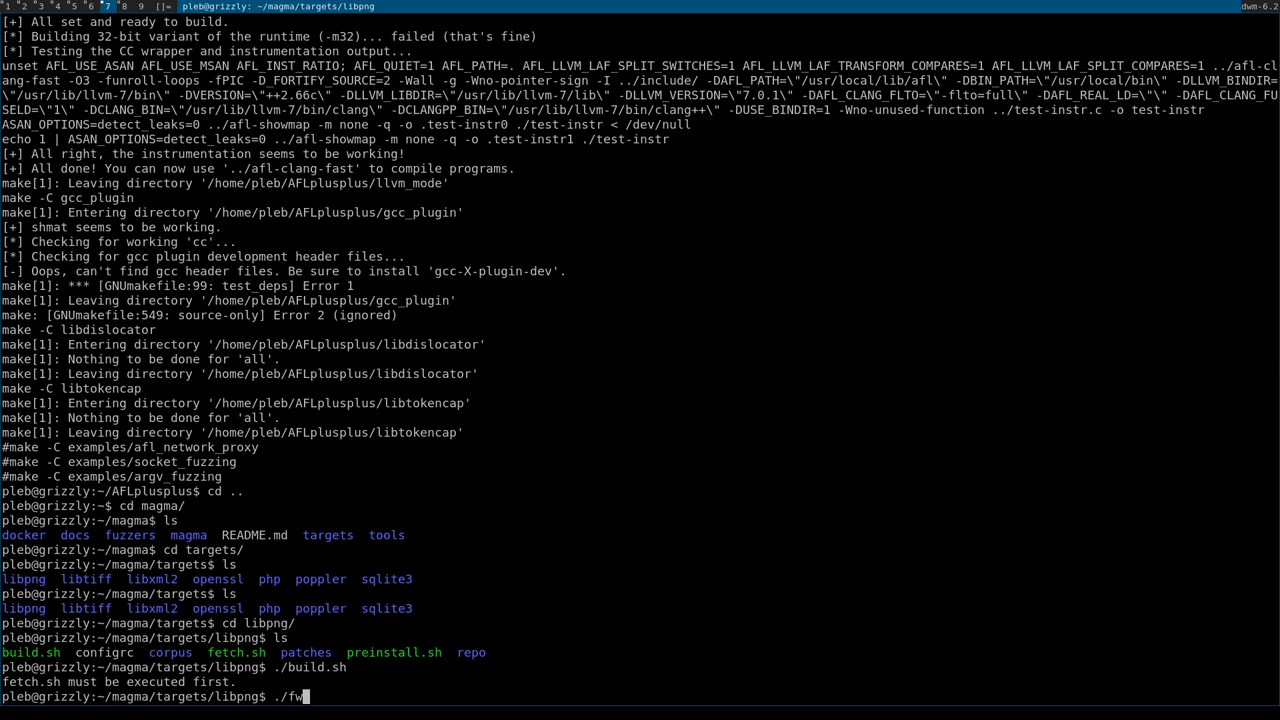 1 2 3 4 5 6 7 8 9 []= pleb@grizzly: ~/magma/targets/libpng dwm-6.2
[+] All set and ready to build.
[*] Building 32-bit variant of the runtime (-m32)... failed (that's fine)
[*] Testing the CC wrapper and instrumentation output...
unset AFL_USE_ASAN AFL_USE_MSAN AFL_INST_RATIO; AFL_QUIET=1 AFL_PATH=. AFL_LLVM_LAF_SPLIT_SWITCHES=1 AFL_LLVM_LAF_TRANSFORM_COMPARES=1 AFL_LLVM_LAF_SPLIT_COMPARES=1 ../afl-cl
ang-fast -O3 -funroll-loops -fPIC -D_FORTIFY_SOURCE=2 -Wall -g -Wno-pointer-sign -I ../include/ -DAFL_PATH=\"/usr/local/lib/afl\" -DBIN_PATH=\"/usr/local/bin\" -DLLVM_BINDIR=
\"/usr/lib/llvm-7/bin\" -DVERSION=\"++2.66c\" -DLLVM_LIBDIR=\"/usr/lib/llvm-7/lib\" -DLLVM_VERSION=\"7.0.1\" -DAFL_CLANG_FLTO=\"-flto=full\" -DAFL_REAL_LD=\"\" -DAFL_CLANG_FU
SELD=\"1\" -DCLANG_BIN=\"/usr/lib/llvm-7/bin/clang\" -DCLANGPP_BIN=\"/usr/lib/llvm-7/bin/clang++\" -DUSE_BINDIR=1 -Wno-unused-function ../test-instr.c -o test-instr
ASAN_OPTIONS=detect_leaks=0 ../afl-showmap -m none -q -o .test-instr0 ./test-instr < /dev/null
echo 1 | ASAN_OPTIONS=detect_leaks=0 ../afl-showmap -m none -q -o .test-instr1 ./test-instr
[+] All right, the instrumentation seems to be working!
[+] All done! You can now use '../afl-clang-fast' to compile programs.
make[1]: Leaving directory '/home/pleb/AFLplusplus/llvm_mode'
make -C gcc_plugin
make[1]: Entering directory '/home/pleb/AFLplusplus/gcc_plugin'
[+] shmat seems to be working.
[*] Checking for working 'cc'...
[*] Checking for gcc plugin development header files...
[-] Oops, can't find gcc header files. Be sure to install 'gcc-X-plugin-dev'.
make[1]: *** [GNUmakefile:99: test_deps] Error 1
make[1]: Leaving directory '/home/pleb/AFLplusplus/gcc_plugin'
make: [GNUmakefile:549: source-only] Error 2 (ignored)
make -C libdislocator
make[1]: Entering directory '/home/pleb/AFLplusplus/libdislocator'
make[1]: Nothing to be done for 'all'.
make[1]: Leaving directory '/home/pleb/AFLplusplus/libdislocator'
make -C libtokencap
make[1]: Entering directory '/home/pleb/AFLplusplus/libtokencap'
make[1]: Nothing to be done for 'all'.
make[1]: Leaving directory '/home/pleb/AFLplusplus/libtokencap'
#make -C examples/afl_network_proxy
#make -C examples/socket_fuzzing
#make -C examples/argv_fuzzing
pleb@grizzly:~/AFLplusplus$ cd ..
pleb@grizzly:~$ cd magma/
pleb@grizzly:~/magma$ ls
docker docs fuzzers magma README.md targets tools
pleb@grizzly:~/magma$ cd targets/
pleb@grizzly:~/magma/targets$ ls
libpng libtiff libxml2 openssl php poppler sqlite3
pleb@grizzly:~/magma/targets$ ls
libpng libtiff libxml2 openssl php poppler sqlite3
pleb@grizzly:~/magma/targets$ cd libpng/
pleb@grizzly:~/magma/targets/libpng$ ls
build.sh configrc corpus fetch.sh patches preinstall.sh repo
pleb@grizzly:~/magma/targets/libpng$ ./build.sh
fetch.sh must be executed first.
pleb@grizzly:~/magma/targets/libpng$ ./fw